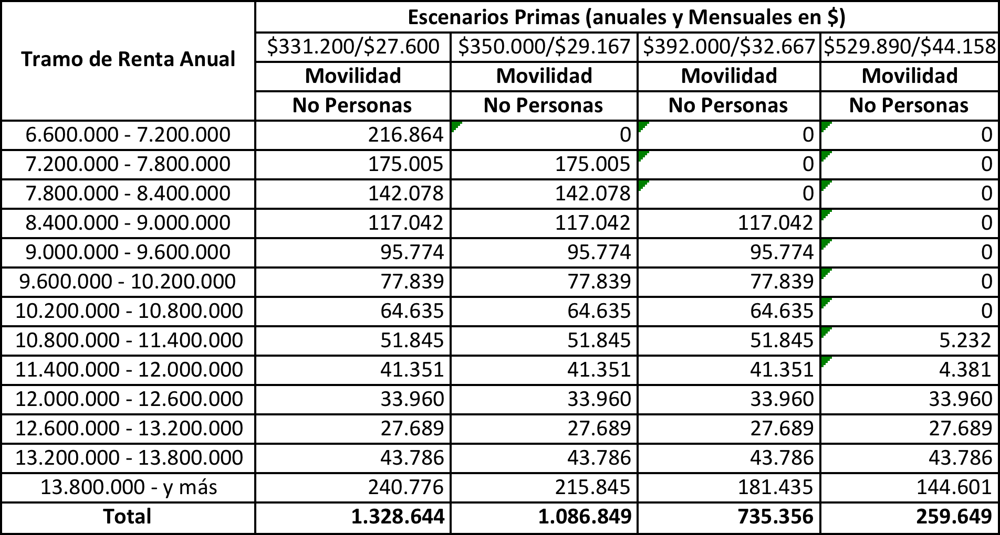 Escenarios Primas (anuales y Mensuales en $)
Tramo de Renta Anual
$331.200/$27.600 $350.000/$29.167 $392.000/$32.667 $529.890/$44.158
Movilidad Movilidad Movilidad Movilidad
No Personas No Personas No Personas No Personas
6.600.000 - 7.200.000 216.864 0 0 0
7.200.000 - 7.800.000 175.005 175.005 0 0
7.800.000 - 8.400.000 142.078 142.078 0 0
8.400.000 - 9.000.000 117.042 117.042 117.042 0
9.000.000 - 9.600.000 95.774 95.774 95.774 0
9.600.000 - 10.200.000 77.839 77.839 77.839 0
10.200.000 - 10.800.000 64.635 64.635 64.635 0
10.800.000 - 11.400.000 51.845 51.845 51.845 5.232
11.400.000 - 12.000.000 41.351 41.351 41.351 4.381
12.000.000 - 12.600.000 33.960 33.960 33.960 33.960
12.600.000 - 13.200.000 27.689 27.689 27.689 27.689
13.200.000 - 13.800.000 43.786 43.786 43.786 43.786
13.800.000 - y más 240.776 215.845 181.435 144.601
Total 1.328.644 1.086.849 735.356 259.649